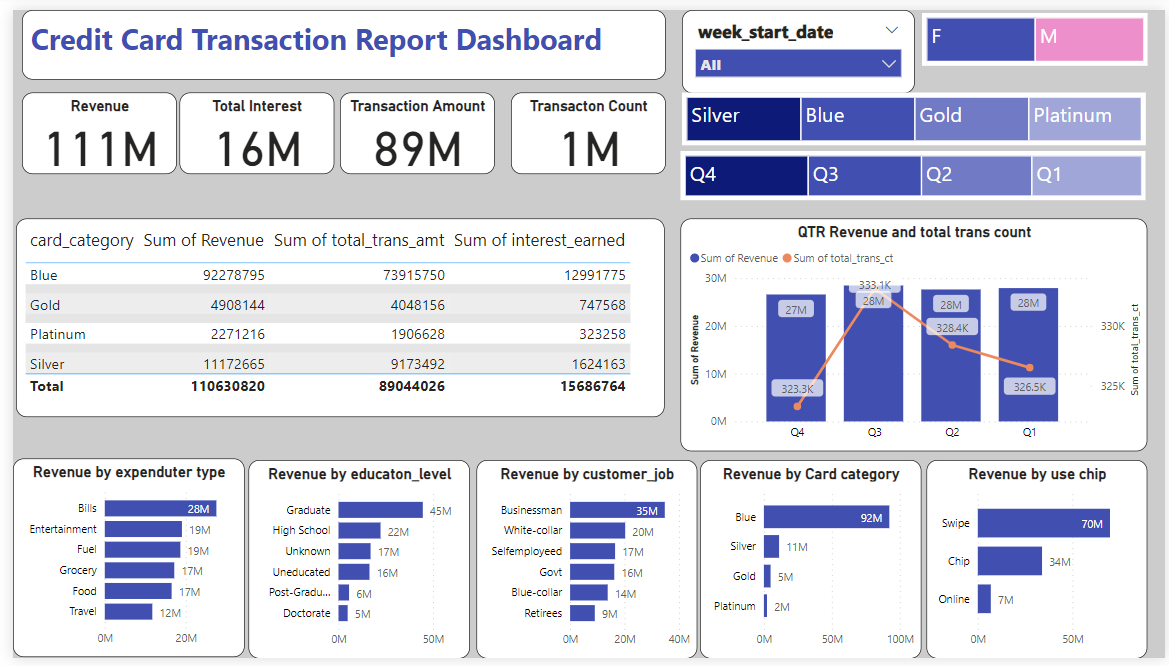 Credit Card Transaction Report Dashboard
week_start_date
All
F M
Revenue
111M
Total Interest
16M
Transaction Amount
89M
Transacton Count
1M
Silver Blue Gold Platinum
Q4 Q3 Q2 Q1
card_category Sum of Revenue Sum of total_trans_amt Sum of interest_earned
Blue 92278795 73915750 12991775
Gold 4908144 4048156 747568
Platinum 2271216 1906628 323258
Silver 11172665 9173492 1624163
Total 110630820 89044026 15686764
QTR Revenue and total trans count
Sum of Revenue Sum of total_trans_ct
Sum of Revenue
30M
20M
10M
0M
27M
28M
28M
28M
323.3K
333.1K
328.4K
326.5K
330K
325K
Sum of total_trans_ct
Q4 Q3 Q2 Q1
Revenue by expenduter type
Bills 28M
Entertainment 19M
Fuel 19M
Grocery 17M
Food 17M
Travel 12M
0M 20M
Revenue by educaton_level
Graduate 45M
High School 22M
Unknown 17M
Uneducated 16M
Post-Gradu... 6M
Doctorate 5M
0M 50M
Revenue by customer_job
Businessman 35M
White-collar 20M
Selfemployeed 17M
Govt 16M
Blue-collar 14M
Retirees 9M
0M 20M 40M
Revenue by Card category
Blue 92M
Silver 11M
Gold 5M
Platinum 2M
0M 50M 100M
Revenue by use chip
Swipe 70M
Chip 34M
Online 7M
0M 50M